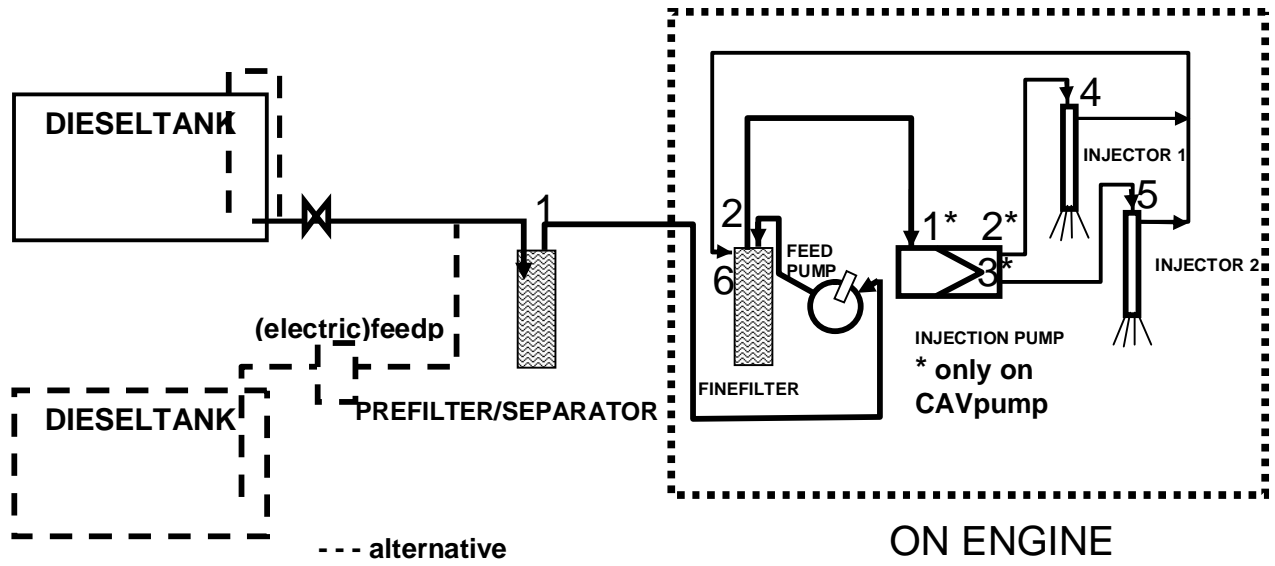 DIESELTANK
1
(electric)feedp
PREFILTER/SEPARATOR
DIESELTANK
- - - alternative
2
6
FEED
PUMP
FINEFILTER
1*
2*
3*
INJECTION PUMP
* only on
CAVpump
4
INJECTOR 1
5
INJECTOR 2
ON ENGINE